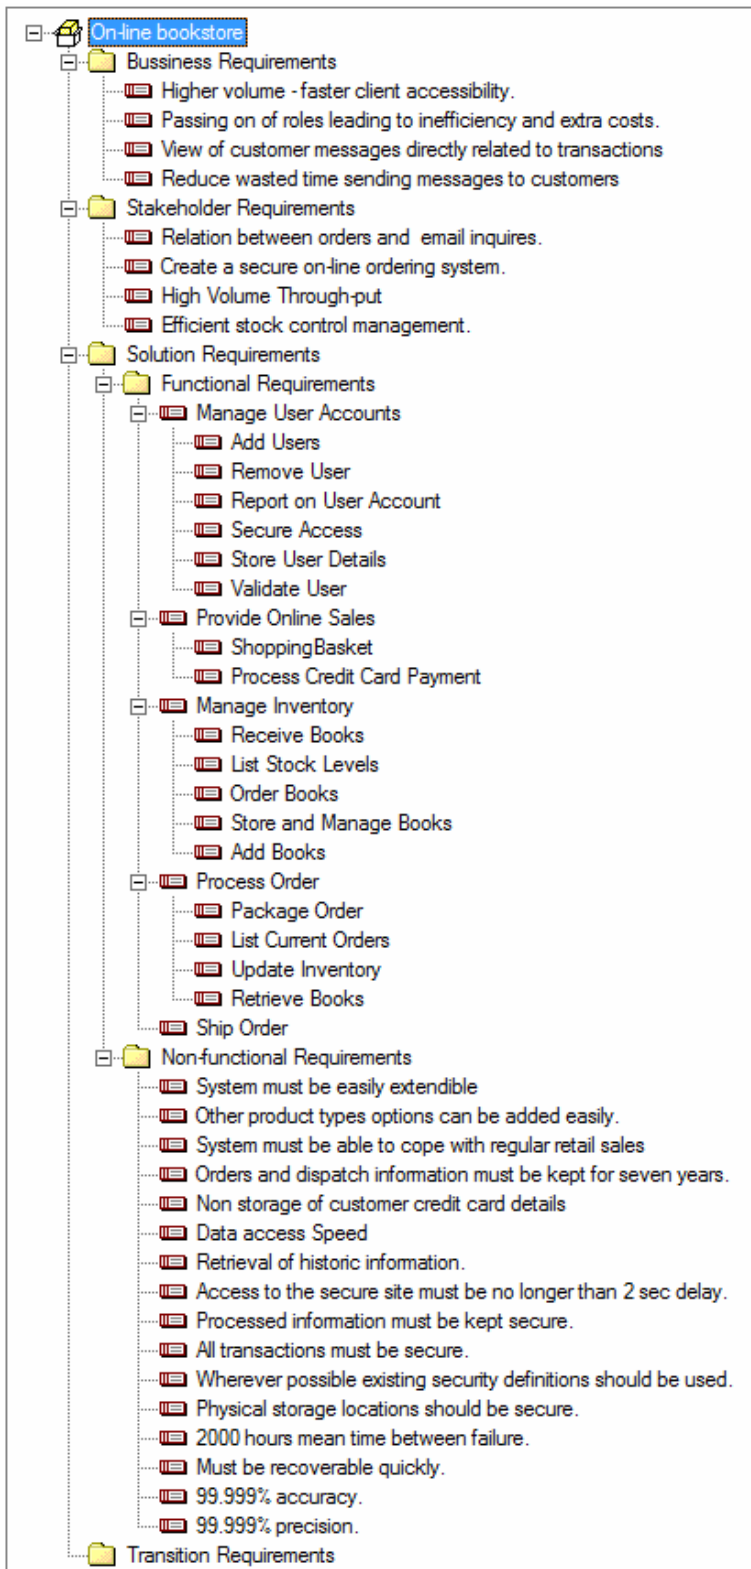 On-line bookstore
Bussiness Requirements
Higher volume - faster client accessibility.
Passing on of roles leading to inefficiency and extra costs.
View of customer messages directly related to transactions
Reduce wasted time sending messages to customers
Stakeholder Requirements
Relation between orders and email inquires.
Create a secure on-line ordering system.
High Volume Through-put
Efficient stock control management.
Solution Requirements
Functional Requirements
Manage User Accounts
Add Users
Remove User
Report on User Account
Secure Access
Store User Details
Validate User
Provide Online Sales
ShoppingBasket
Process Credit Card Payment
Manage Inventory
Receive Books
List Stock Levels
Order Books
Store and Manage Books
Add Books
Process Order
Package Order
List Current Orders
Update Inventory
Retrieve Books
Ship Order
Non-functional Requirements
System must be easily extendible
Other product types options can be added easily.
System must be able to cope with regular retail sales
Orders and dispatch information must be kept for seven years.
Non storage of customer credit card details
Data access Speed
Retrieval of historic information.
Access to the secure site must be no longer than 2 sec delay.
Processed information must be kept secure.
All transactions must be secure.
Wherever possible existing security definitions should be used.
Physical storage locations should be secure.
2000 hours mean time between failure.
Must be recoverable quickly.
99.999% accuracy.
99.999% precision.
Transition Requirements